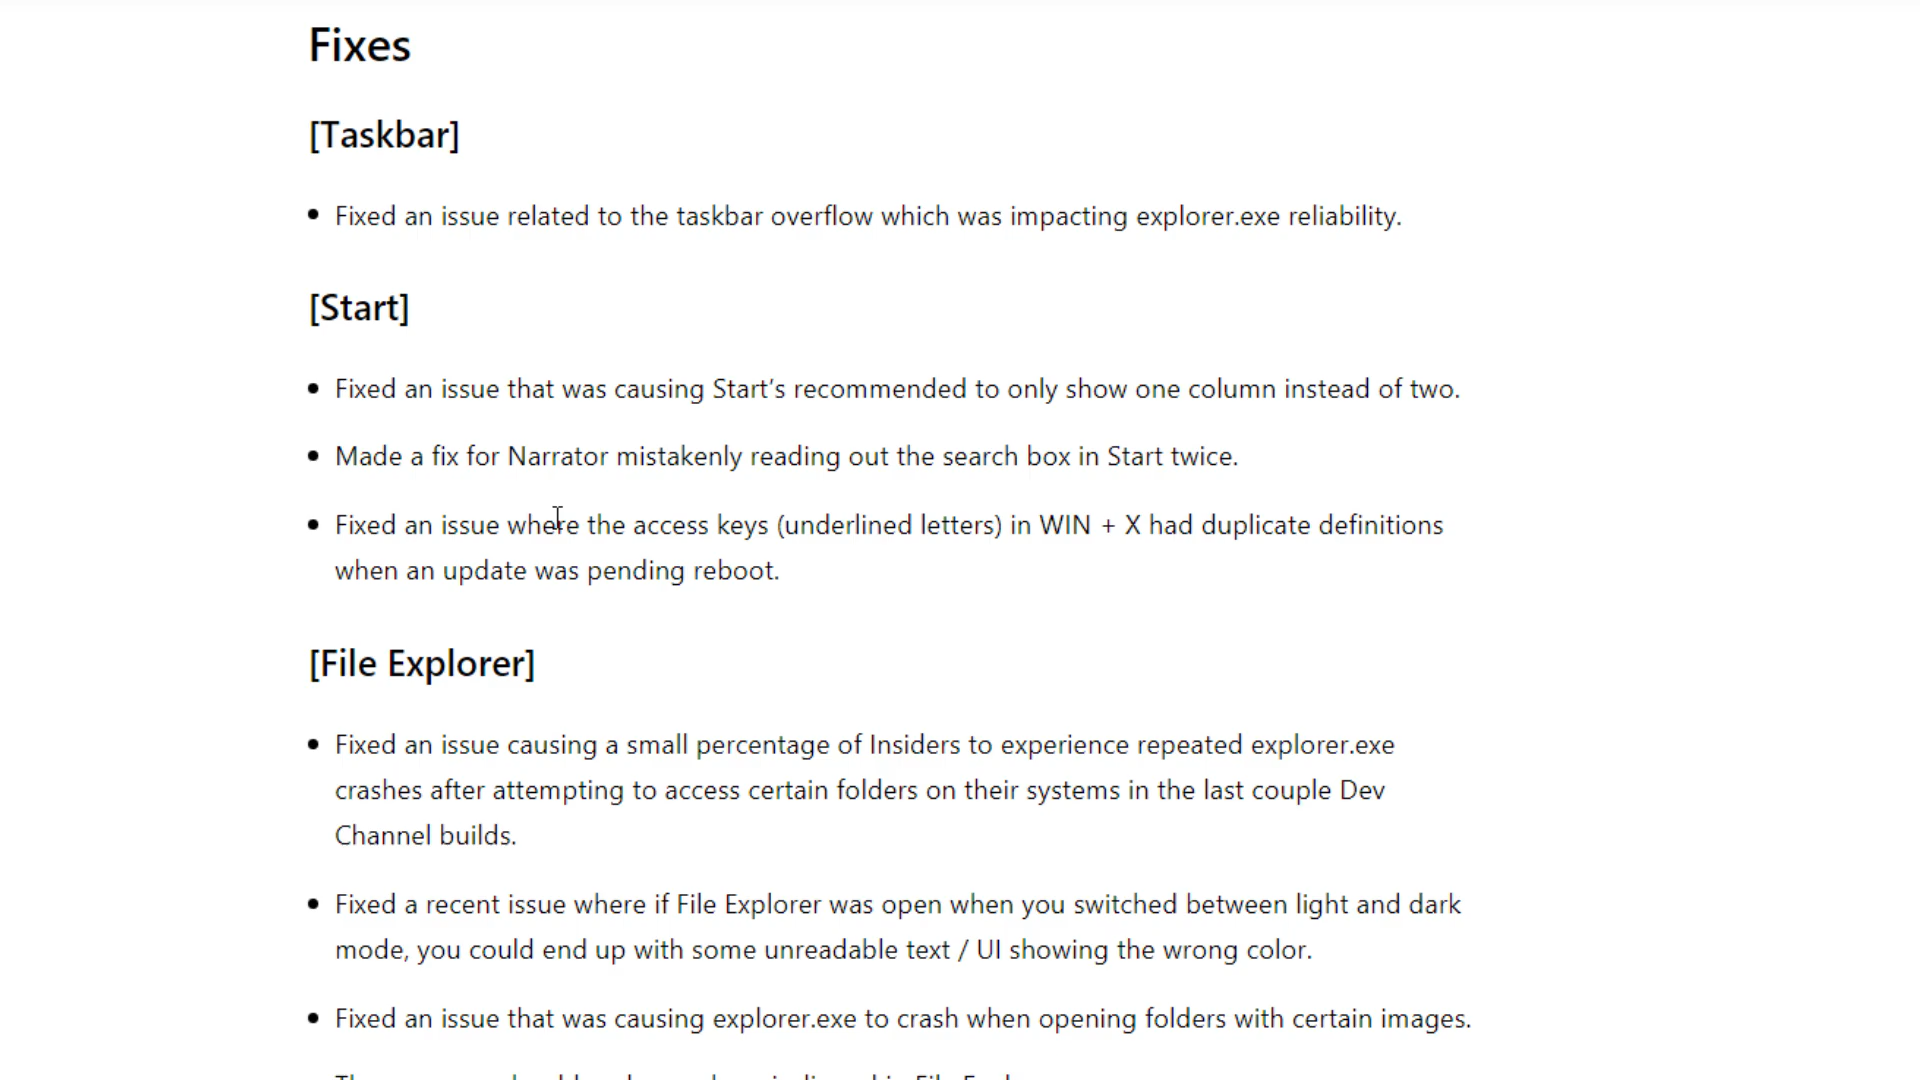 Fixes
[Taskbar]
• Fixed an issue related to the taskbar overflow which was impacting explorer.exe reliability.
[Start]
• Fixed an issue that was causing Start’s recommended to only show one column instead of two.
• Made a fix for Narrator mistakenly reading out the search box in Start twice.
• Fixed an issue where the access keys (underlined letters) in WIN + X had duplicate definitions
when an update was pending reboot.
[File Explorer]
• Fixed an issue causing a small percentage of Insiders to experience repeated explorer.exe
crashes after attempting to access certain folders on their systems in the last couple Dev
Channel builds.
• Fixed a recent issue where if File Explorer was open when you switched between light and dark
mode, you could end up with some unreadable text / UI showing the wrong color.
• Fixed an issue that was causing explorer.exe to crash when opening folders with certain images.